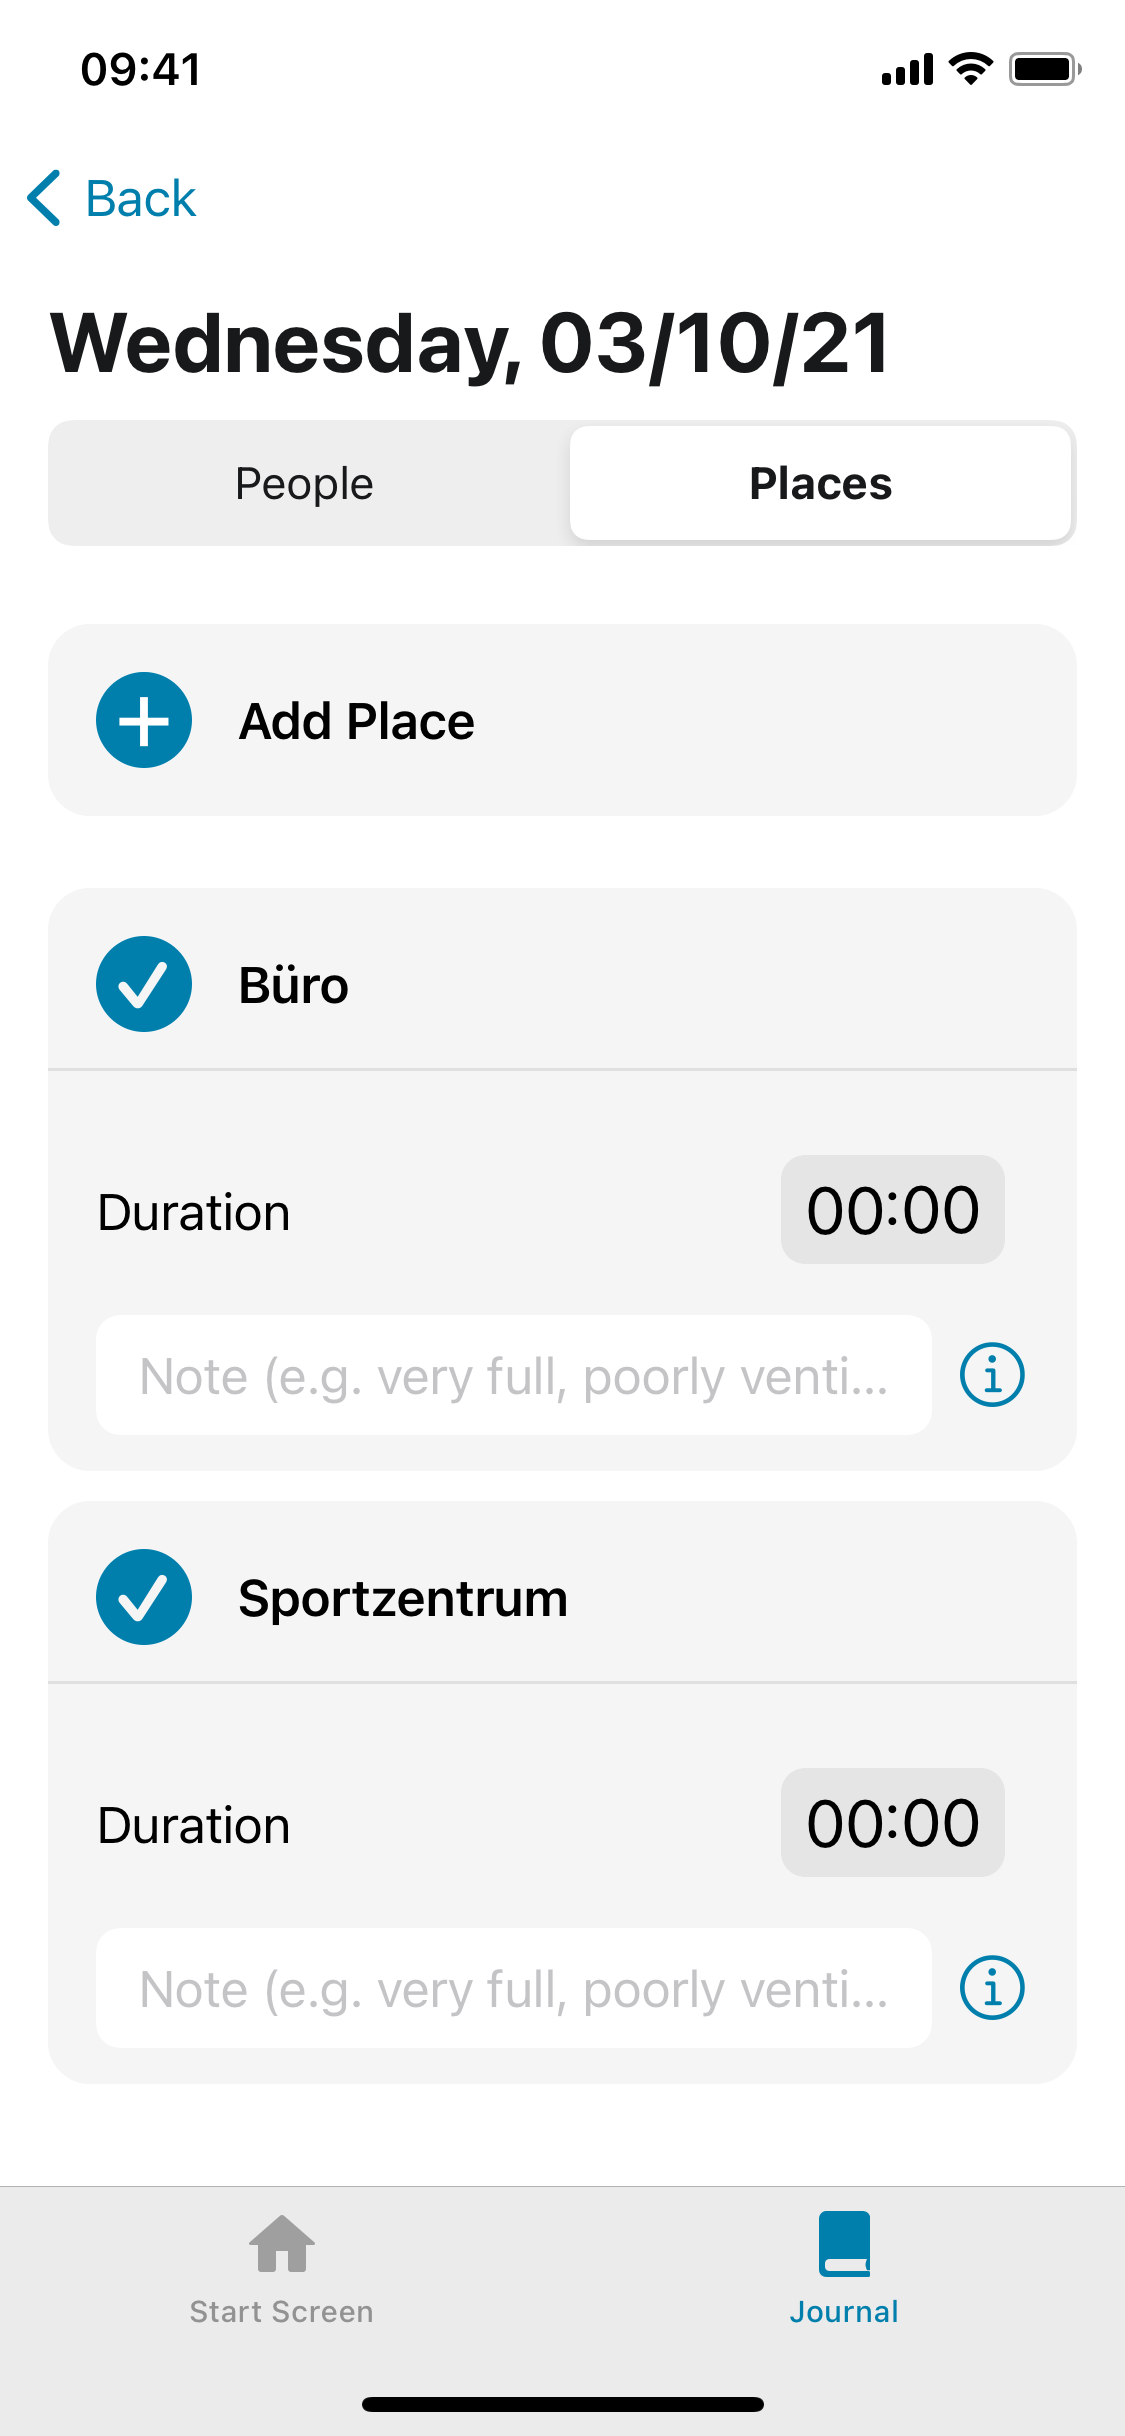 09:41
Back
Wednesday, 03/10/21
People
Places
Add Place
Büro
Duration
00:00
Note (e.g. very full, poorly venti...
Sportzentrum
Duration
00:00
Note (e.g. very full, poorly venti...
Start Screen
Journal